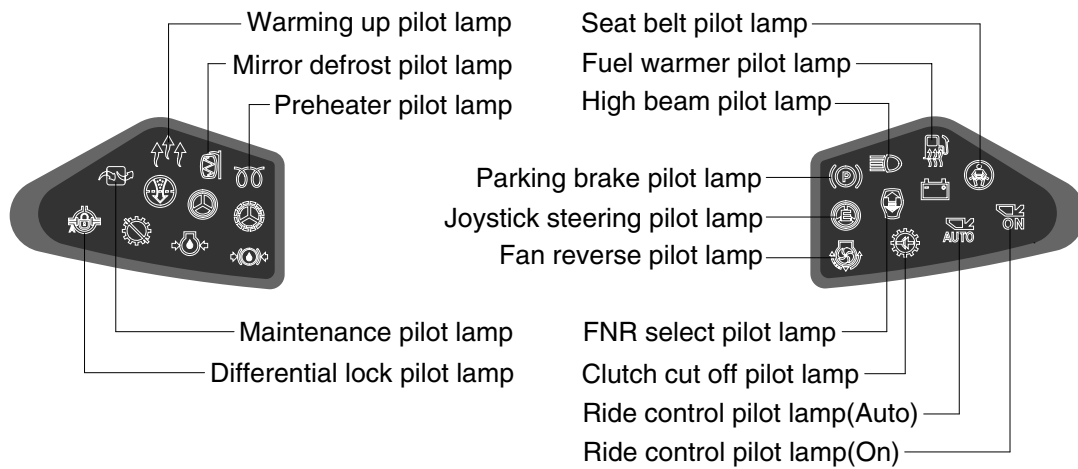 Warming up pilot lamp
Mirror defrost pilot lamp
Preheater pilot lamp
Maintenance pilot lamp
Differential lock pilot lamp
Seat belt pilot lamp
Fuel warmer pilot lamp
High beam pilot lamp
Parking brake pilot lamp
Joystick steering pilot lamp
Fan reverse pilot lamp
P
AUTO
ON
A
FNR select pilot lamp
Clutch cut off pilot lamp
Ride control pilot lamp(Auto)
Ride control pilot lamp(On)